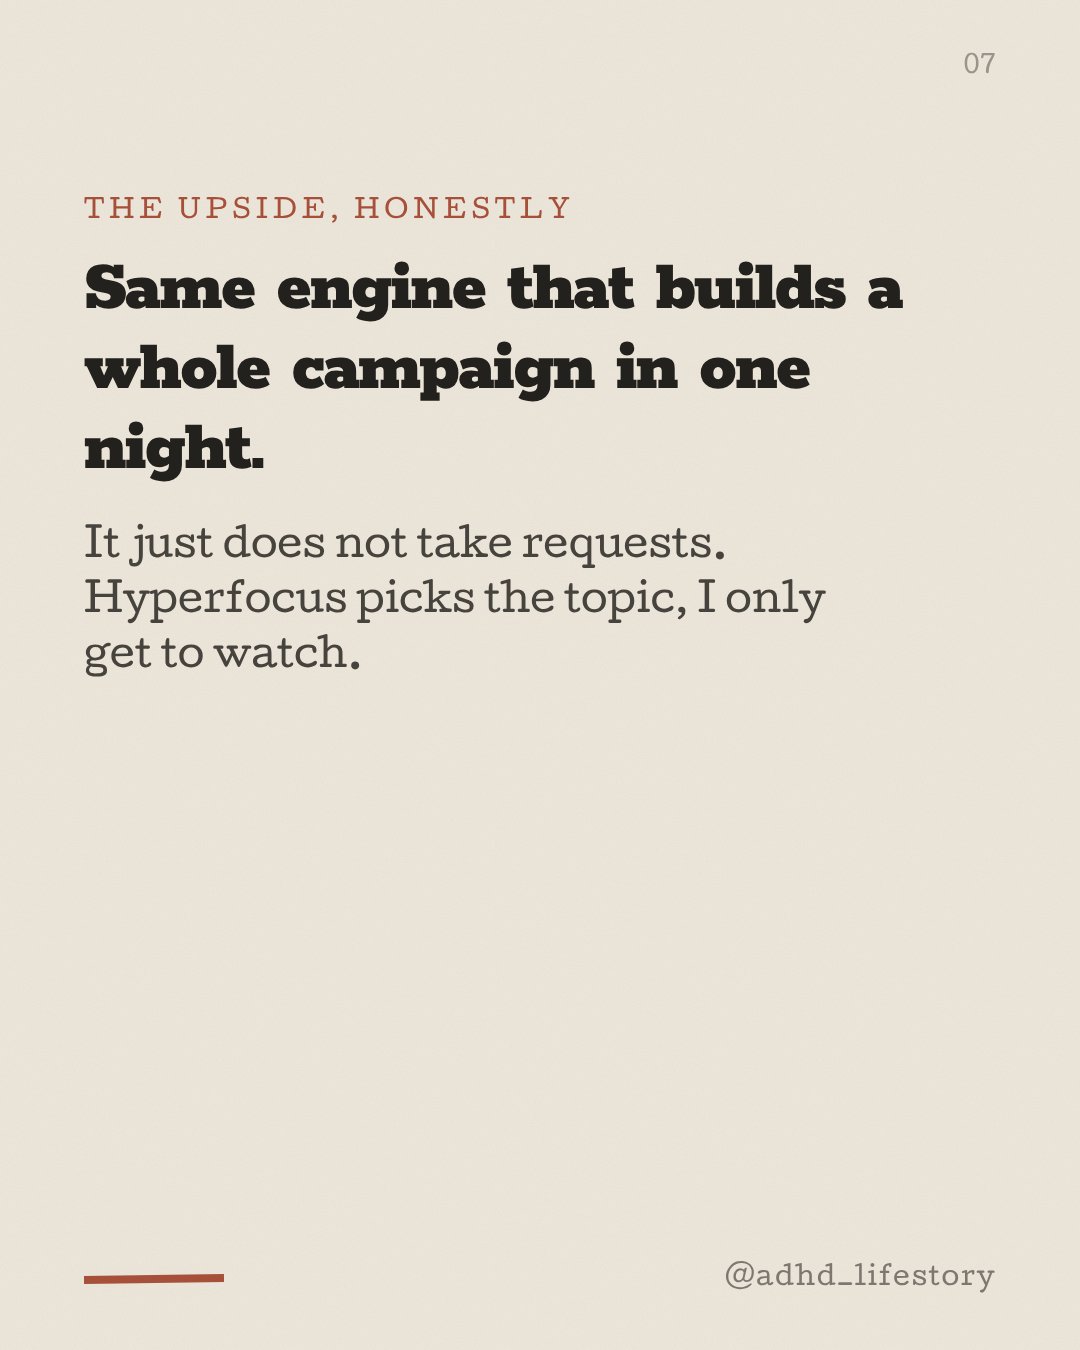 07
THE UPSIDE, HONESTLY
Same engine that builds a
whole campaign in one
night.
It just does not take requests.
Hyperfocus picks the topic, I only
get to watch.
@adhd_lifestory